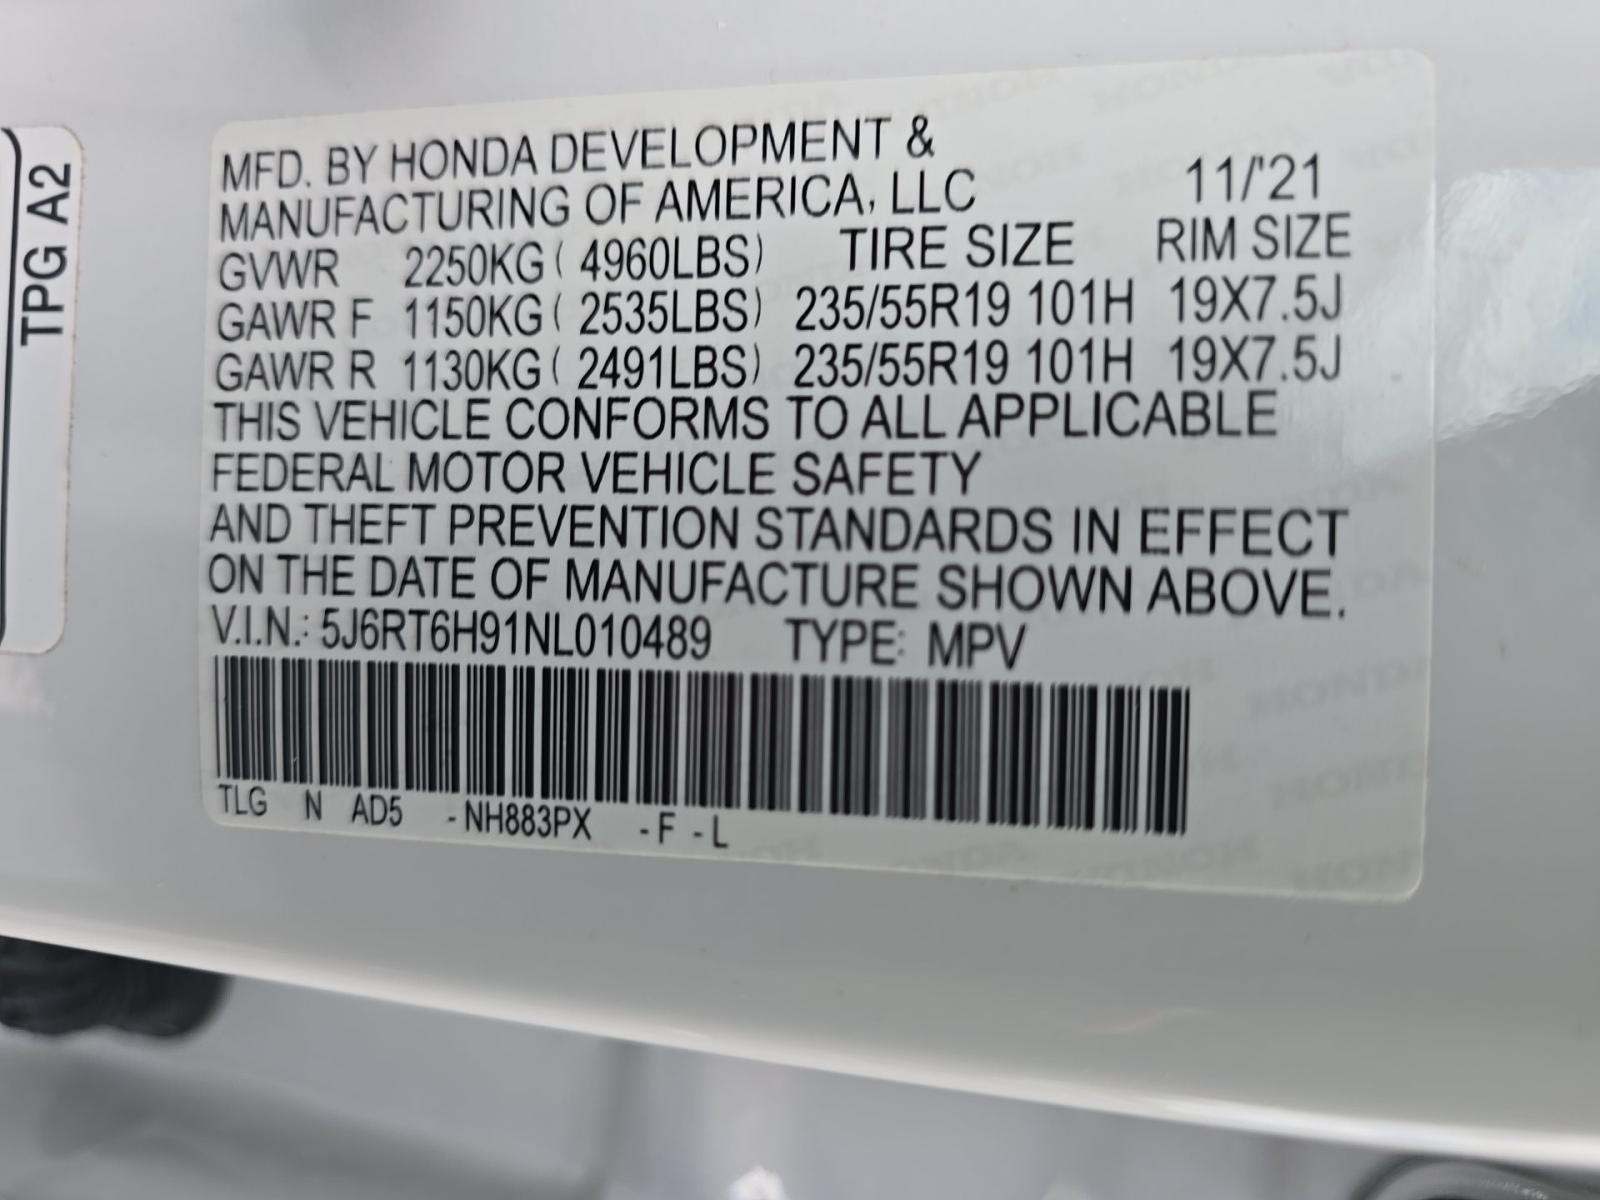 TPG A2
MFD. BY HONDA DEVELOPMENT &
MANUFACTURING OF AMERICA, LLC 11/'21
GVWR 2250KG ( 4960LBS) TIRE SIZE RIM SIZE
GAWR F 1150KG ( 2535LBS) 235/55R19 101H 19X7.5J
GAWR R 1130KG ( 2491LBS) 235/55R19 101H 19X7.5J
THIS VEHICLE CONFORMS TO ALL APPLICABLE
FEDERAL MOTOR VEHICLE SAFETY
AND THEFT PREVENTION STANDARDS IN EFFECT
ON THE DATE OF MANUFACTURE SHOWN ABOVE.
V.I.N.: 5J6RT6H91NL010489 TYPE: MPV
TLG N AD5 -NH883PX -F -L